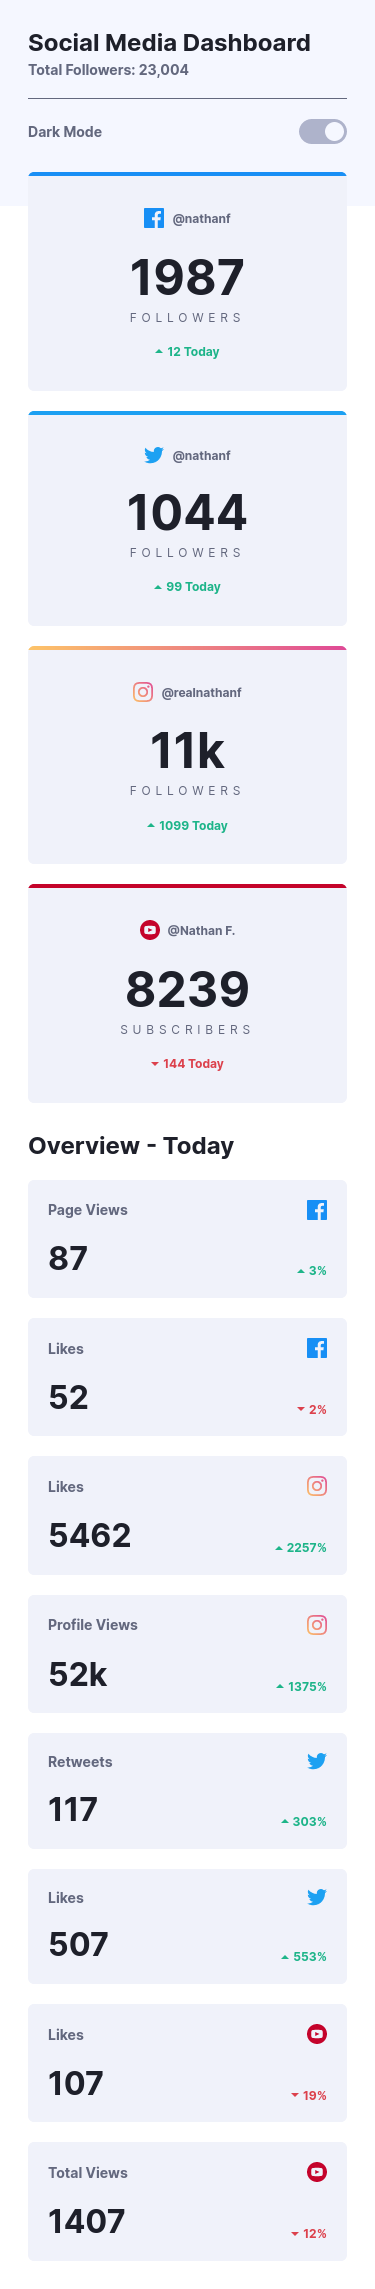 Social Media Dashboard
Total Followers: 23,004
Dark Mode
@nathanf
1987
FOLLOWERS
12 Today
@nathanf
1044
FOLLOWERS
99 Today
@realnathanf
11k
FOLLOWERS
1099 Today
@Nathan F.
8239
SUBSCRIBERS
144 Today
Overview - Today
Page Views
87
3%
Likes
52
2%
Likes
5462
2257%
Profile Views
52k
1375%
Retweets
117
303%
Likes
507
553%
Likes
107
19%
Total Views
1407
12%